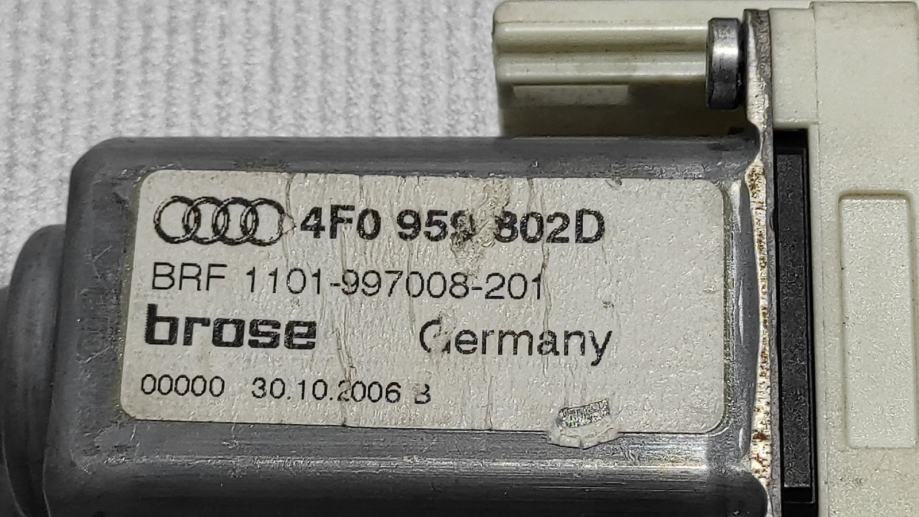 4F0 959 802D
BRF 1101-997008-201
brose Germany
00000 30.10.2006 B